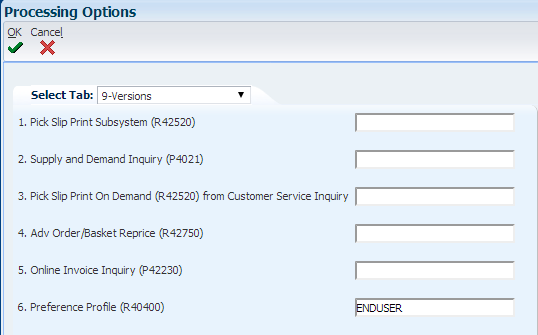 Processing Options
OK Cancel
Select Tab: 9-Versions
1. Pick Slip Print Subsystem (R42520)
2. Supply and Demand Inquiry (P4021)
3. Pick Slip Print On Demand (R42520) from Customer Service Inquiry
4. Adv Order/Basket Reprice (R42750)
5. Online Invoice Inquiry (P42230)
6. Preference Profile (R40400) ENDUSER